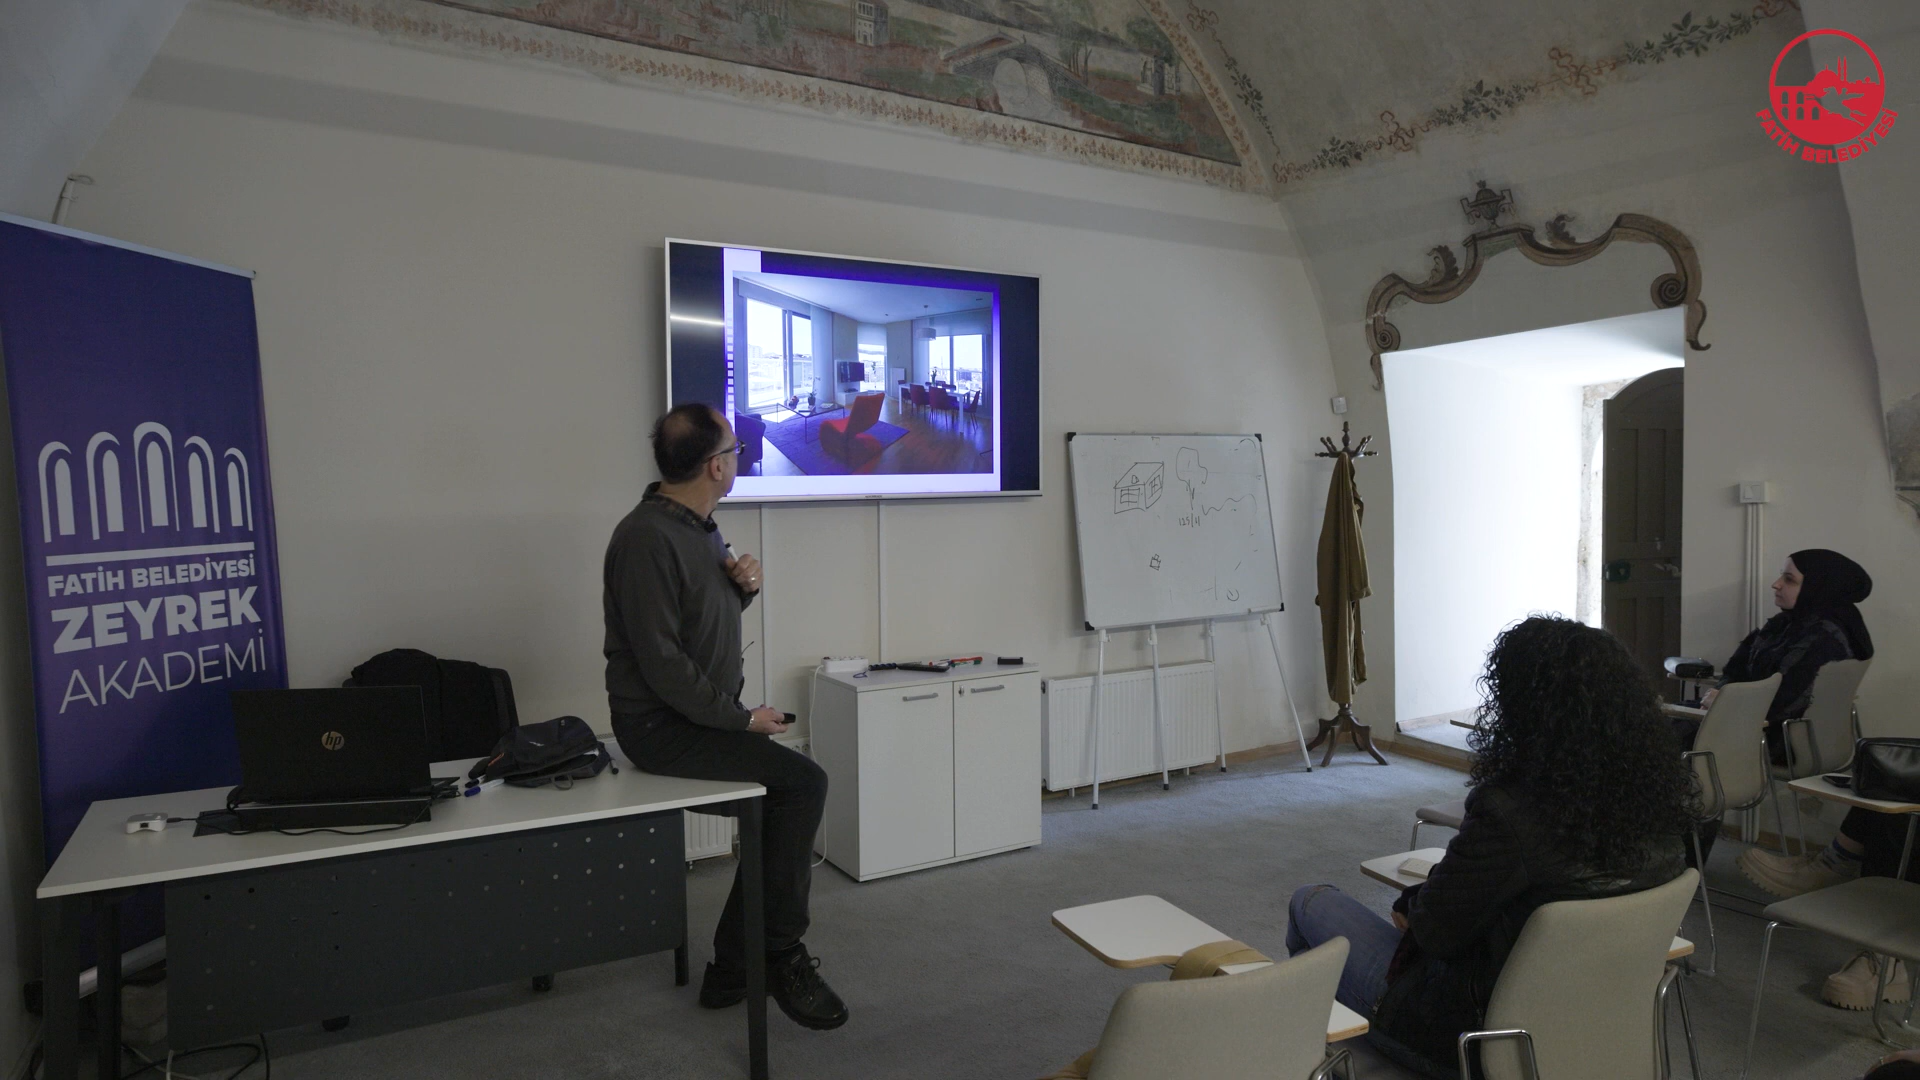 FATİH BELEDİYESİ
FATİH BELEDİYESİ
ZEYREK
AKADEMİ
hp